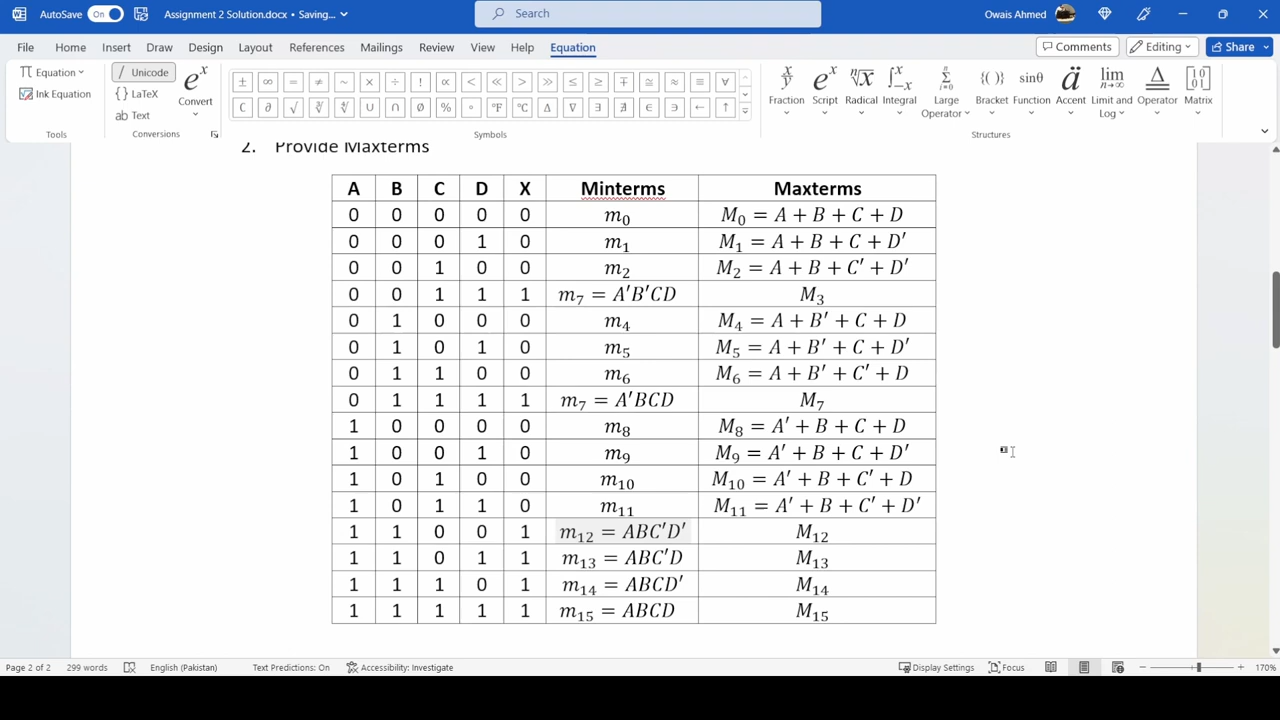 AutoSave On Assignment 2 Solution.docx • Saving... Search Owais Ahmed
File Home Insert Draw Design Layout References Mailings Review View Help Equation Comments Editing Share
Equation Unicode
Ink Equation LaTeX Convert Fraction Script Radical Integral Large Operator Bracket Function Accent Limit and Log Operator Matrix
Text
Tools Conversions Symbols Structures
2. Provide Maxterms
A B C D X Minterms Maxterms
0 0 0 0 0 m₀ M₀ = A + B + C + D
0 0 0 1 0 m₁ M₁ = A + B + C + D′
0 0 1 0 0 m₂ M₂ = A + B + C′ + D′
0 0 1 1 1 m₇ = A′B′CD M₃
0 1 0 0 0 m₄ M₄ = A + B′ + C + D
0 1 0 1 0 m₅ M₅ = A + B′ + C + D′
0 1 1 0 0 m₆ M₆ = A + B′ + C′ + D
0 1 1 1 1 m₇ = A′BCD M₇
1 0 0 0 0 m₈ M₈ = A′ + B + C + D
1 0 0 1 0 m₉ M₉ = A′ + B + C + D′
1 0 1 0 0 m₁₀ M₁₀ = A′ + B + C′ + D
1 0 1 1 0 m₁₁ M₁₁ = A′ + B + C′ + D′
1 1 0 0 1 m₁₂ = ABC′D′ M₁₂
1 1 0 1 1 m₁₃ = ABC′D M₁₃
1 1 1 0 1 m₁₄ = ABCD′ M₁₄
1 1 1 1 1 m₁₅ = ABCD M₁₅
Page 2 of 2 299 words English (Pakistan) Text Predictions: On Accessibility: Investigate Display Settings Focus 170%